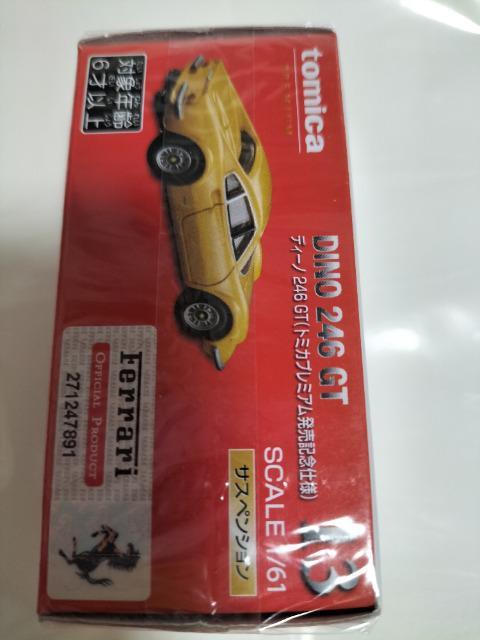 tomica
PREMIUM
DINO 246 GT
ディーノ 246 GT(トミカプレミアム発売記念仕様)
SCALE 1/61
サスペンション
対象年齢
6才以上
Ferrari
OFFICIAL PRODUCT
271247891